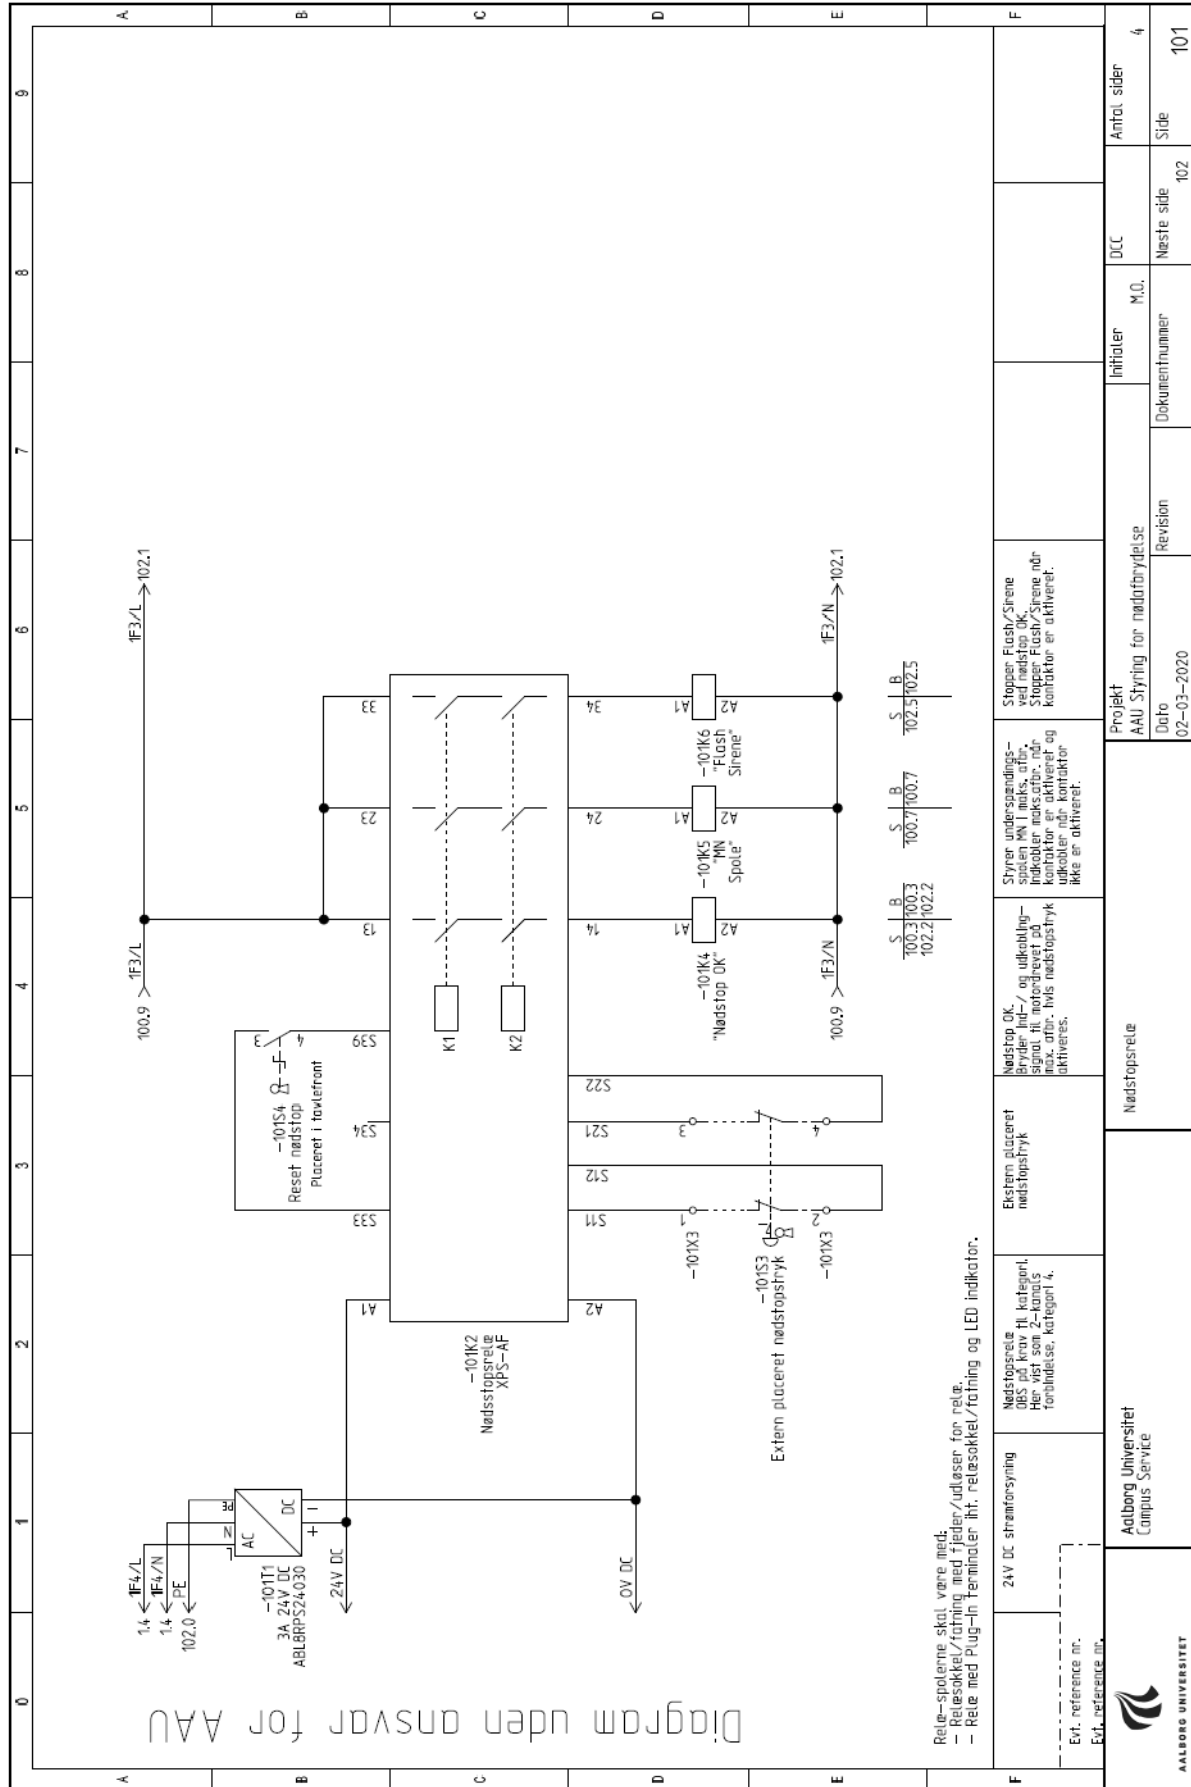 0 1 2 3 4 5 6 7 8 9
A
B
C
D
E
F
A
B
C
D
E
F
Diagram uden ansvar for AAU
1.4 1F4/L
1.4 1F4/N
102.0 PE
L N PE
AC
DC
+ -
-101T1
3A 24V DC
ABL8RPS24030
24V DC
0V DC
100.9 1F3/L
1F3/L 102.1
-101S4
Reset nødstop
Placeret i tavlefront
3
4
A1
S33
S34
S39
13
23
33
-101K2
Nødsstopsrelæ
XPS-AF
K1
K2
A2
S11
S12
S21
S22
14
24
34
-101X3
1
3
-101S3
Extern placeret nødstopstryk
-101X3
2
4
-101K4
"Nødstop OK"
A1
A2
-101K5
"MN
Spole"
A1
A2
-101K6
"Flash
Sirene"
A1
A2
100.9 1F3/N
1F3/N 102.1
S B
100.3 100.3
102.2 102.2
S B
100.7 100.7
S B
102.5 102.5
Relæ-spolerne skal være med:
- Relæsokkel/fatning med fjeder/udløser for relæ.
- Relæ med Plug-In Terminaler iht. relæsokkel/fatning og LED indikator.
24V DC strømforsyning
Nødstopsrelæ
OBS på krav til kategori.
Her vist som 2-kanals
forbindelse, kategori 4.
Ekstern placeret
nødstopstryk
Nødstop OK.
Bryder Ind-/ og udkobling-
signal til motordrevet på
max. afbr. hvis nødstopstryk
aktiveres.
Styrer underspændings-
spolen MN i maks. afbr.
Indkobler maks.afbr. når
kontaktor er aktiveret og
udkobler når kontaktor
ikke er aktiveret.
Stopper Flash/Sirene
ved nødstop OK.
Stopper Flash/Sirene når
kontaktor er aktiveret.
Evt. reference nr.
Evt. reference nr.
AALBORG UNIVERSITET
Aalborg Universitet
Campus Service
Nødstopsrelæ
Projekt
AAU Styring for nødafbrydelse
Initialer
M.O.
DCC
Antal sider
4
Dato
02-03-2020
Revision
Dokumentnummer
Næste side
102
Side
101